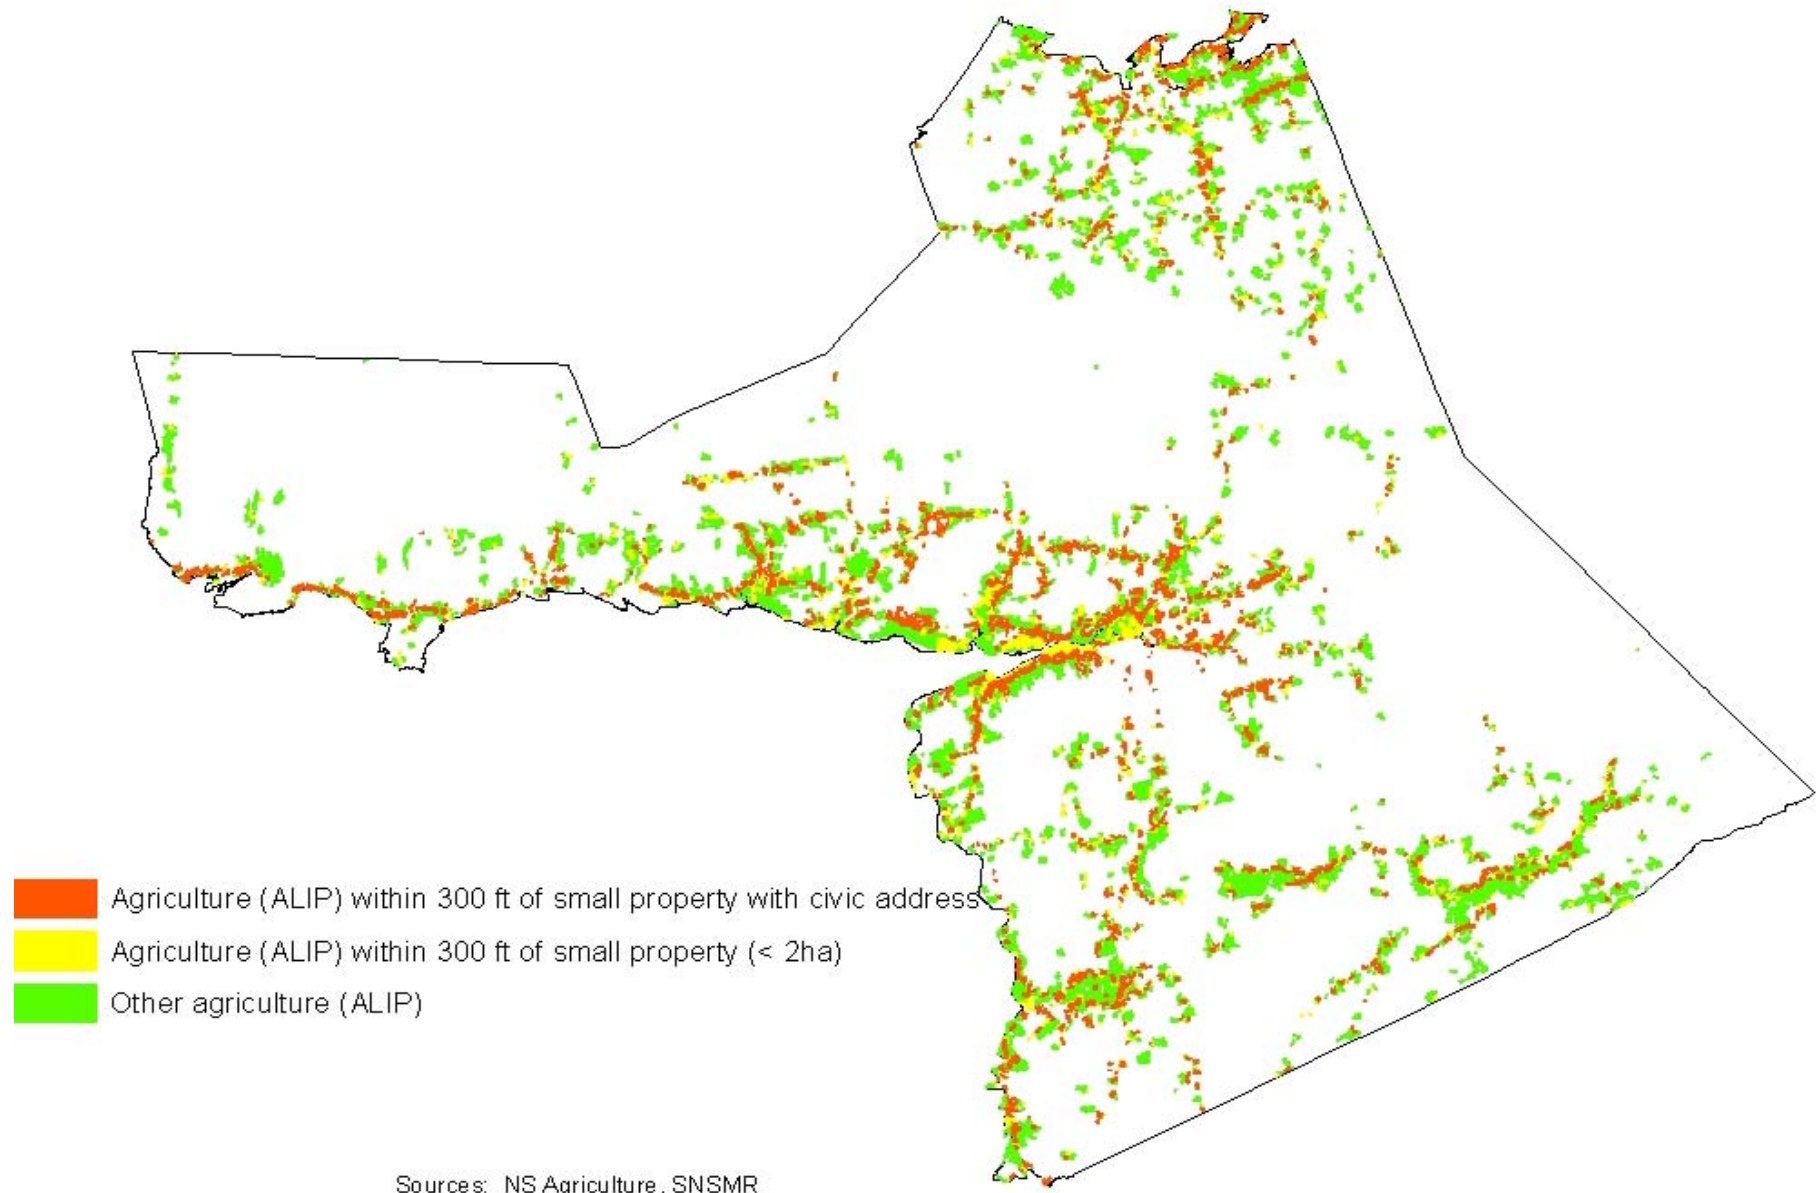 Agriculture (ALIP) within 300 ft of small property with civic address
Agriculture (ALIP) within 300 ft of small property (< 2ha)
Other agriculture (ALIP)
Sources: NS Agriculture, SNSMR